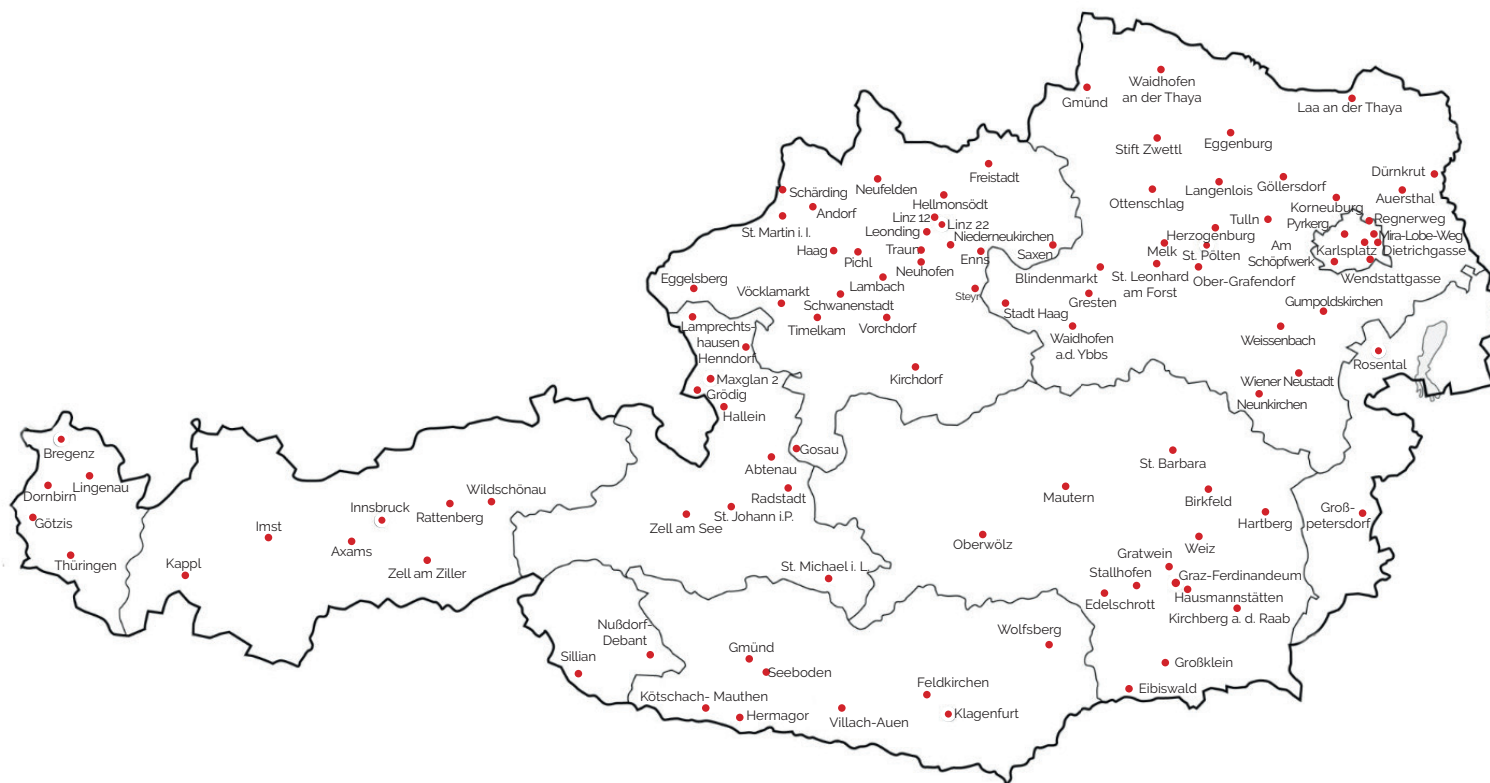 Waidhofen
an der Thaya
Gmünd
Laa an der Thaya
Stift Zwettl
Eggenburg
Freistadt
Dürnkrut
Neufelden
Schärding
Langenlois
Göllersdorf
Ottenschlag
Auersthal
Hellmonsödt
Andorf
Korneuburg
Linz 12
Linz 22
St. Martin i. I.
Tulln
Pyrkerg
Regnerweg
Leonding
Niederneukirchen
Herzogenburg
Mira-Lobe-Weg
Haag
Pichl
Traun
Enns
Saxen
Melk
St. Pölten
Am
Schöpfwerk
Karlsplatz
Dietrichgasse
Neuhofen
Blindenmarkt
St. Leonhard
am Forst
Ober-Grafendorf
Wendstattgasse
Eggelsberg
Lambach
Vöcklamarkt
Schwanenstadt
Steyr
Gresten
Stadt Haag
Gumpoldskirchen
Lamprechts-
hausen
Timelkam
Vorchdorf
Waidhofen
a.d. Ybbs
Weissenbach
Henndorf
Rosental
Kirchdorf
Maxglan 2
Wiener Neustadt
Grödig
Neunkirchen
Hallein
Bregenz
Gosau
Abtenau
St. Barbara
Lingenau
Dornbirn
Wildschönau
Radstadt
Mautern
Birkfeld
Innsbruck
Rattenberg
Götzis
Imst
Zell am See
St. Johann i.P.
Hartberg
Groß-
petersdorf
Axams
Oberwölz
Weiz
Thüringen
Kappl
Zell am Ziller
St. Michael i. L.
Gratwein
Stallhofen
Graz-Ferdinandeum
Edelschrott
Hausmannstätten
Kirchberg a. d. Raab
Nußdorf-
Debant
Wolfsberg
Gmünd
Sillian
Seeboden
Großklein
Kötschach- Mauthen
Feldkirchen
Eibiswald
Hermagor
Villach-Auen
Klagenfurt